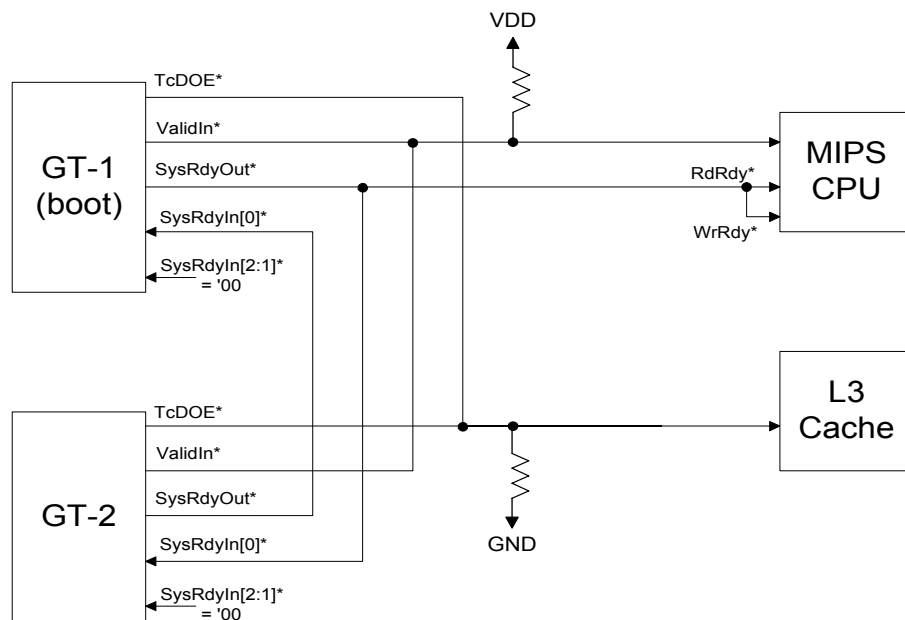 VDD
TcDOE*
ValidIn*
GT-1
(boot)
SysRdyOut*
SysRdyIn[0]*
SysRdyIn[2:1]*
= '00
RdRdy*
WrRdy*
MIPS
CPU
TcDOE*
ValidIn*
GT-2
SysRdyOut*
SysRdyIn[0]*
SysRdyIn[2:1]*
= '00
GND
L3
Cache